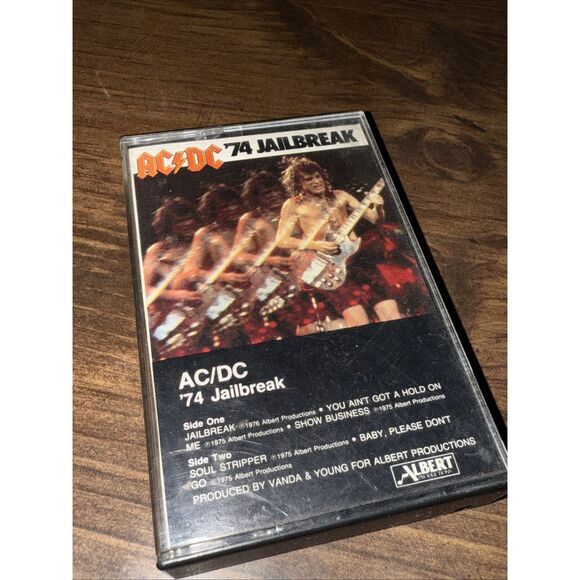 AC/DC '74 JAILBREAK
AC/DC
'74 Jailbreak
Side One
JAILBREAK ℗1976 Albert Productions • YOU AIN'T GOT A HOLD ON
ME ℗1975 Albert Productions • SHOW BUSINESS ℗1975 Albert Productions
Side Two
SOUL STRIPPER ℗1975 Albert Productions • BABY, PLEASE DON'T
GO ℗1975 Albert Productions
PRODUCED BY VANDA & YOUNG FOR ALBERT PRODUCTIONS
ALBERT